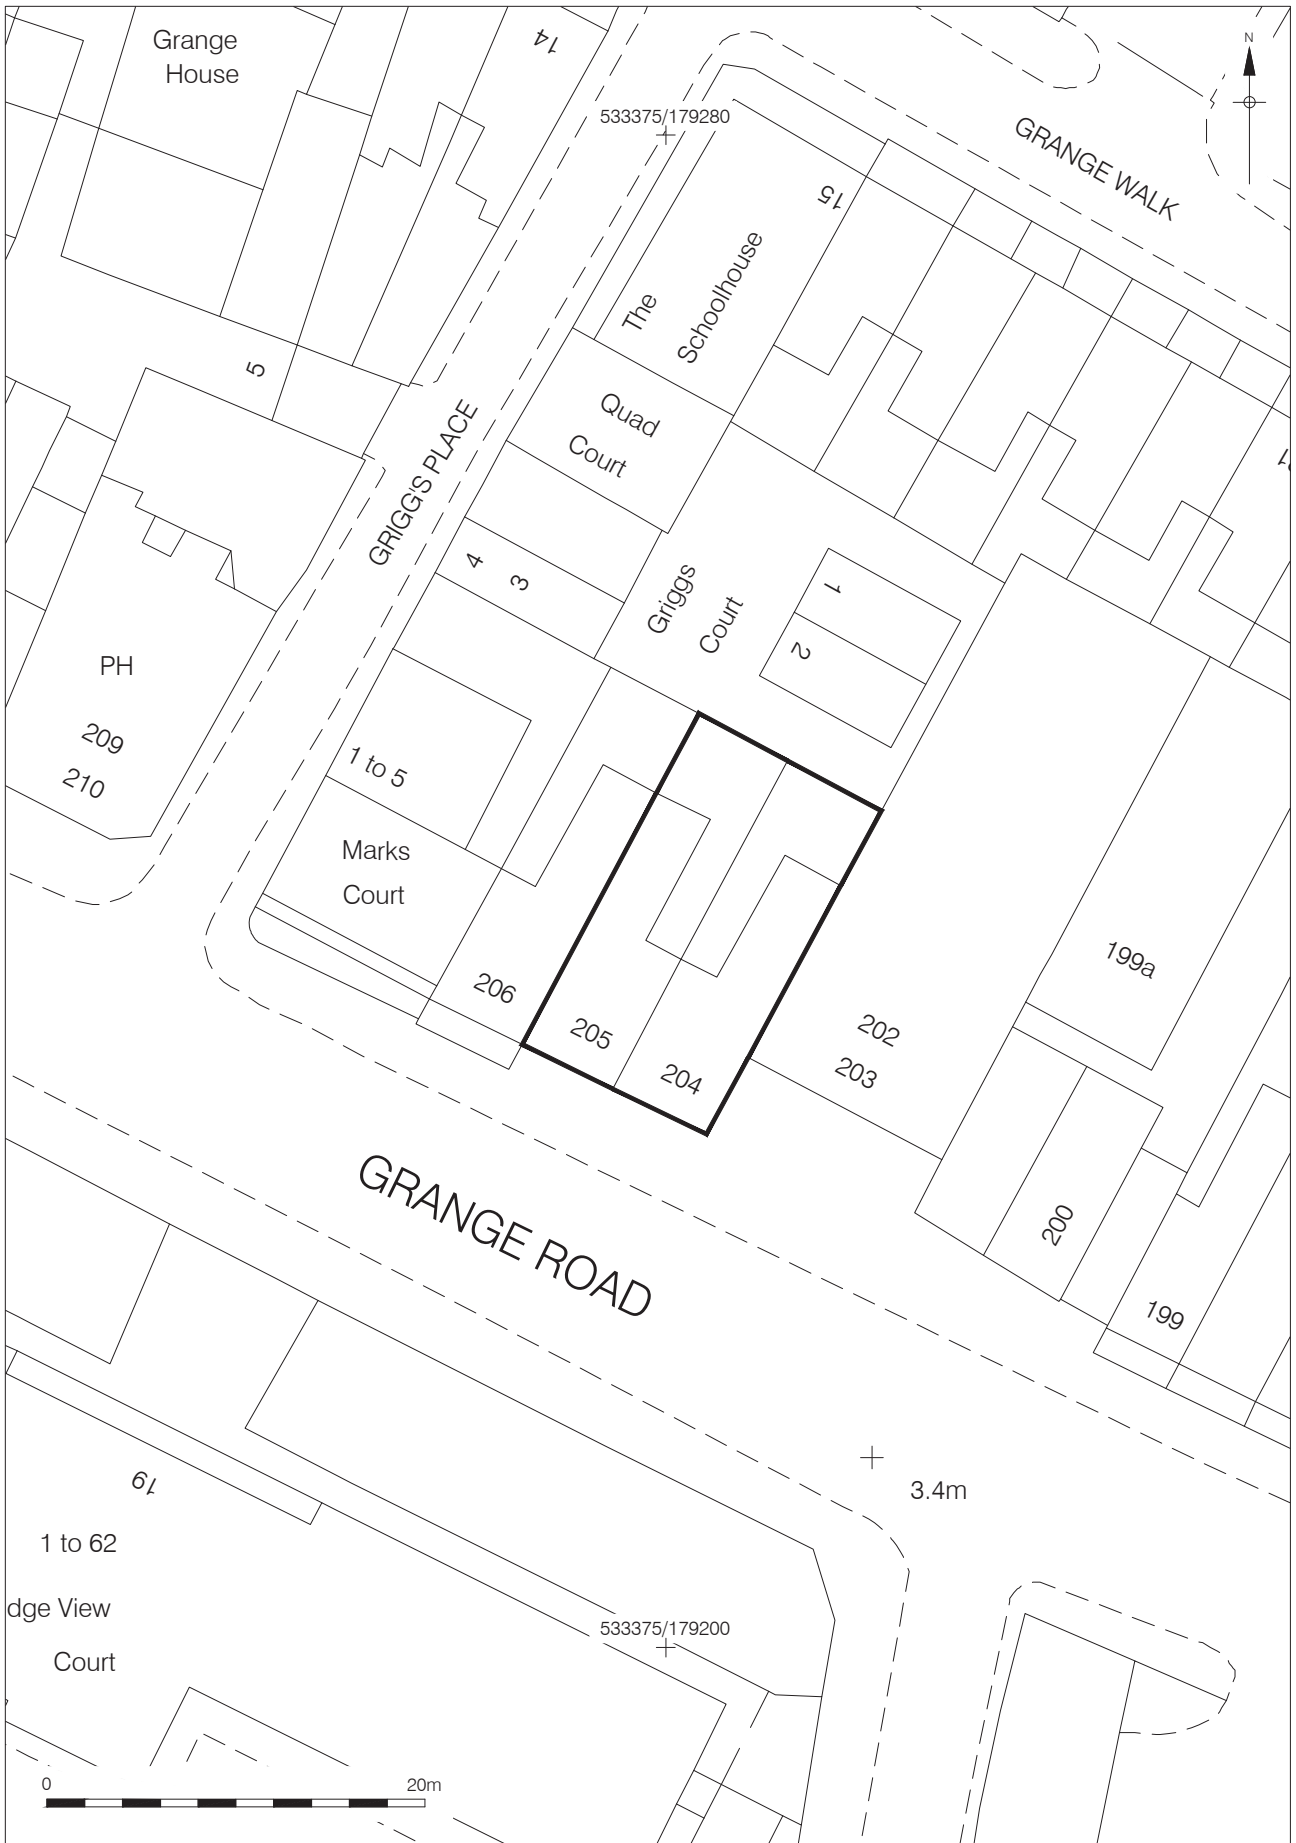 Grange
House
14
N
533375/179280
GRANGE WALK
15
The
Schoolhouse
5
Quad
Court
GRIGG'S PLACE
4
3
Griggs
Court
1
2
PH
209
210
1 to 5
Marks
Court
206
205
204
202
203
199a
200
199
GRANGE ROAD
3.4m
19
1 to 62
dge View
Court
533375/179200
0
20m